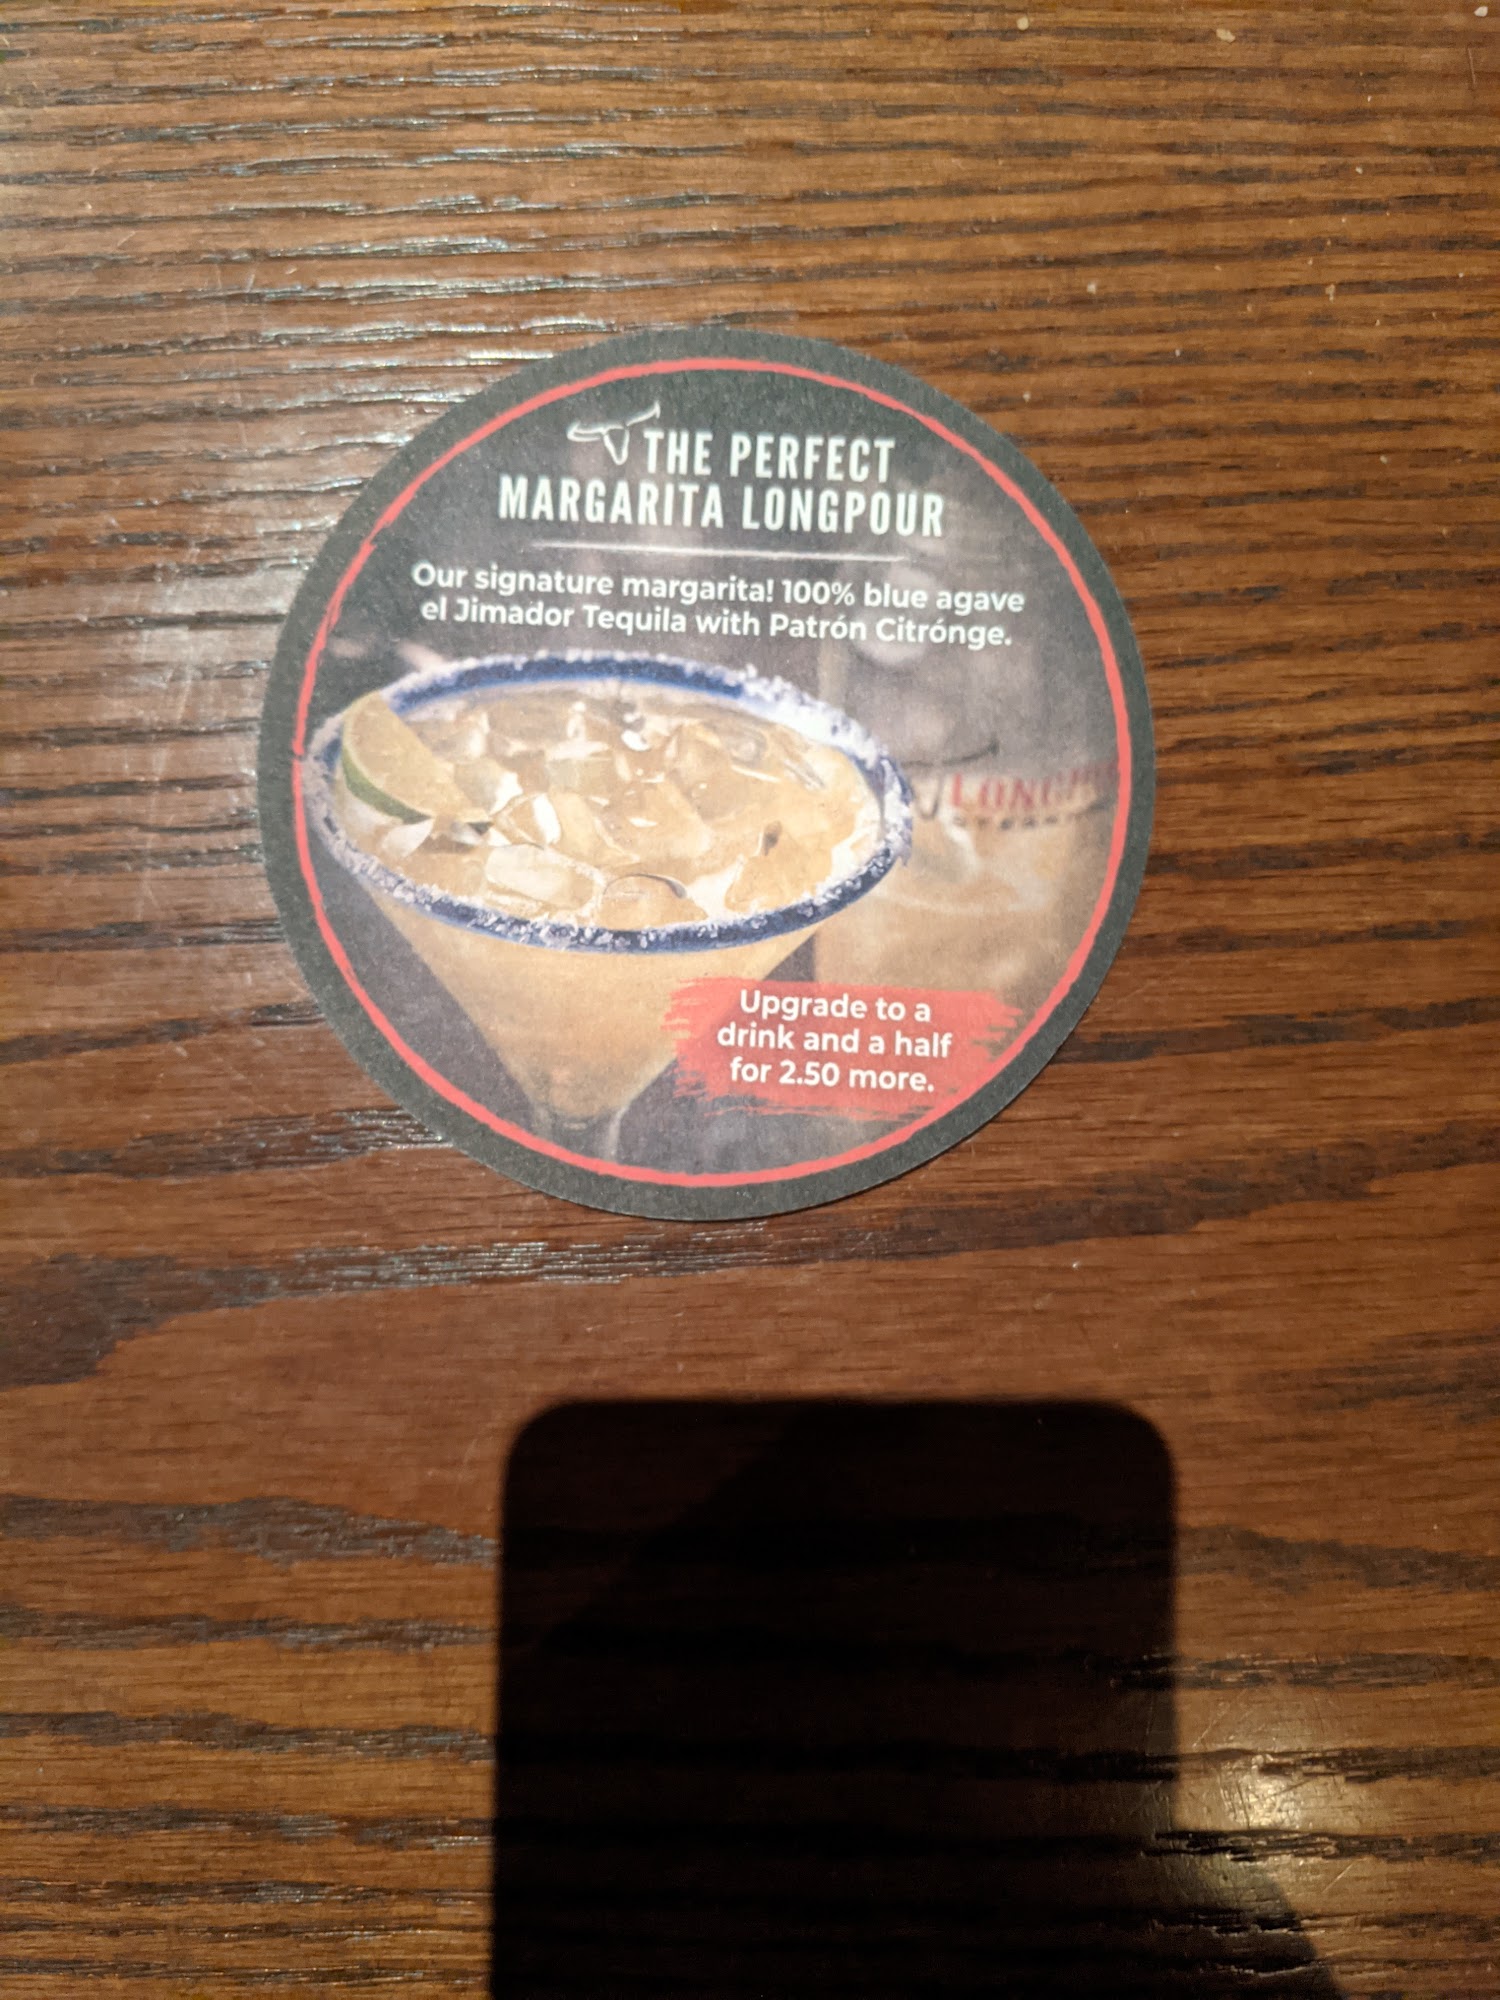 THE PERFECT
MARGARITA LONGPOUR
Our signature margarita! 100% blue agave
el Jimador Tequila with Patrón Citrónge.
Upgrade to a
drink and a half
for 2.50 more.